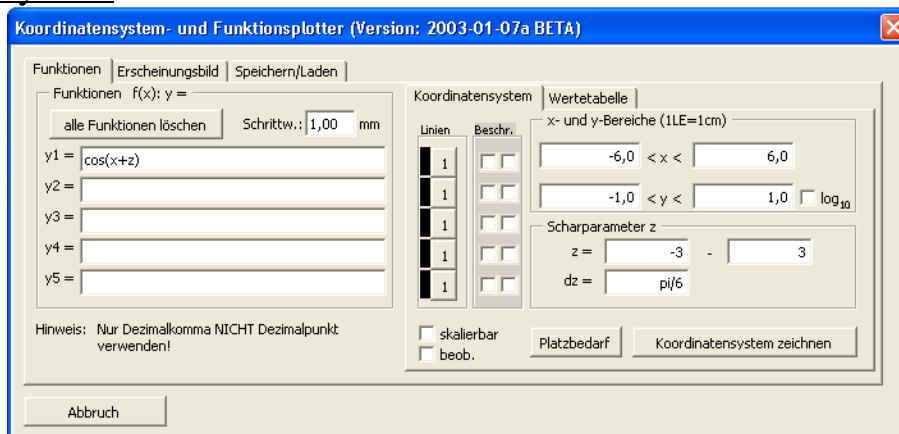 Koordinatensystem- und Funktionsplotter (Version: 2003-01-07a BETA)
Funktionen Erscheinungsbild Speichern/Laden
Funktionen f(x): y =
alle Funktionen löschen Schrittw.: 1,00 mm
y1 = cos(x+z)
y2 =
y3 =
y4 =
y5 =
Hinweis: Nur Dezimalkomma NICHT Dezimalpunkt
verwenden!
Koordinatensystem Wertetabelle
Linien Beschr.
1
1
1
1
1
x- und y-Bereiche (1LE=1cm)
-6,0 < x < 6,0
-1,0 < y < 1,0 log10
Scharparameter z
z = -3 - 3
dz = pi/6
skalierbar
beob.
Platzbedarf Koordinatensystem zeichnen
Abbruch